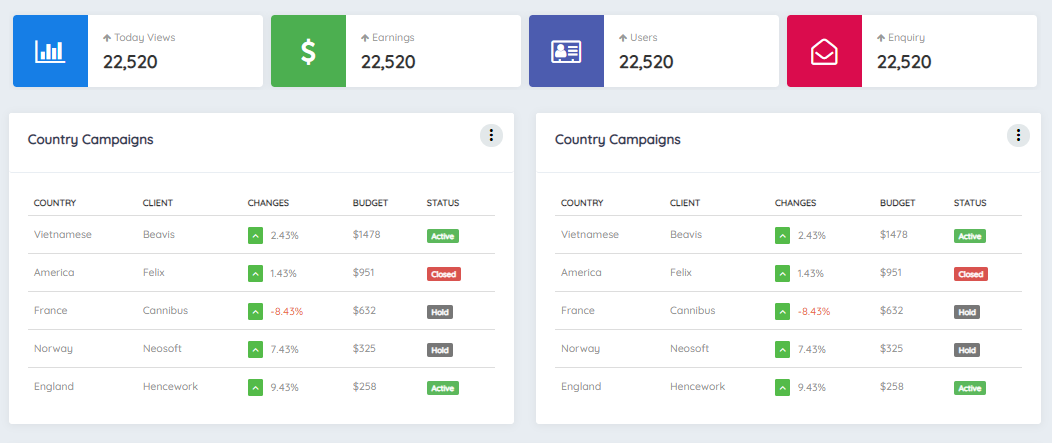 Today Views
22,520
Earnings
22,520
Users
22,520
Enquiry
22,520
Country Campaigns
COUNTRY CLIENT CHANGES BUDGET STATUS
Vietnamese Beavis 2.43% $1478 Active
America Felix 1.43% $951 Closed
France Cannibus -8.43% $632 Hold
Norway Neosoft 7.43% $325 Hold
England Hencework 9.43% $258 Active
Country Campaigns
COUNTRY CLIENT CHANGES BUDGET STATUS
Vietnamese Beavis 2.43% $1478 Active
America Felix 1.43% $951 Closed
France Cannibus -8.43% $632 Hold
Norway Neosoft 7.43% $325 Hold
England Hencework 9.43% $258 Active